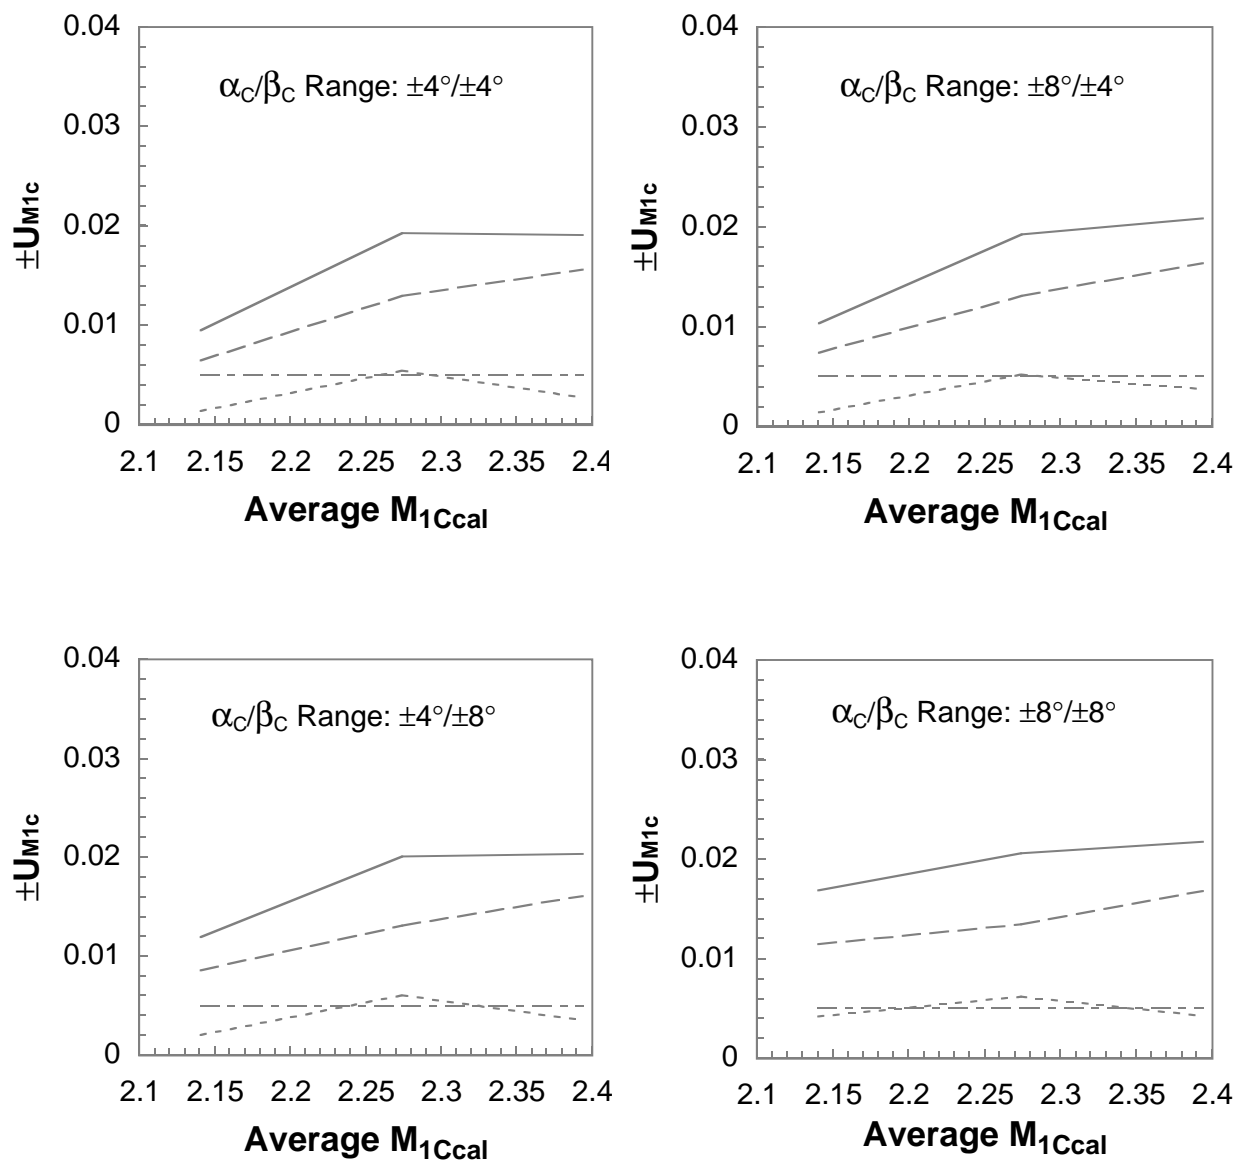 0.04
0.03
0.02
0.01
0
±UM1c
αC/βC Range: ±4°/±4°
2.1 2.15 2.2 2.25 2.3 2.35 2.4
Average M1Ccal
0.04
0.03
0.02
0.01
0
±UM1c
αC/βC Range: ±8°/±4°
2.1 2.15 2.2 2.25 2.3 2.35 2.4
Average M1Ccal
0.04
0.03
0.02
0.01
0
±UM1c
αC/βC Range: ±4°/±8°
2.1 2.15 2.2 2.25 2.3 2.35 2.4
Average M1Ccal
0.04
0.03
0.02
0.01
0
±UM1c
αC/βC Range: ±8°/±8°
2.1 2.15 2.2 2.25 2.3 2.35 2.4
Average M1Ccal